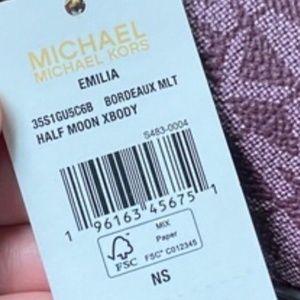 MICHAEL
MICHAEL KORS
EMILIA
35S1GU5C6B BORDEAUX MLT
HALF MOON XBODY
S483-0004
1 96163 45675 1
FSC
MIX
Paper
FSC® C012345
NS